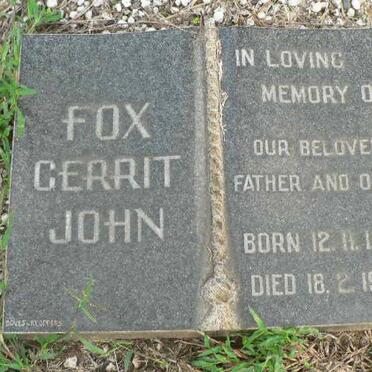 FOX
GERRIT
JOHN
IN LOVING
MEMORY O
OUR BELOVE
FATHER AND O
BORN 12.11.1
DIED 18.2.19